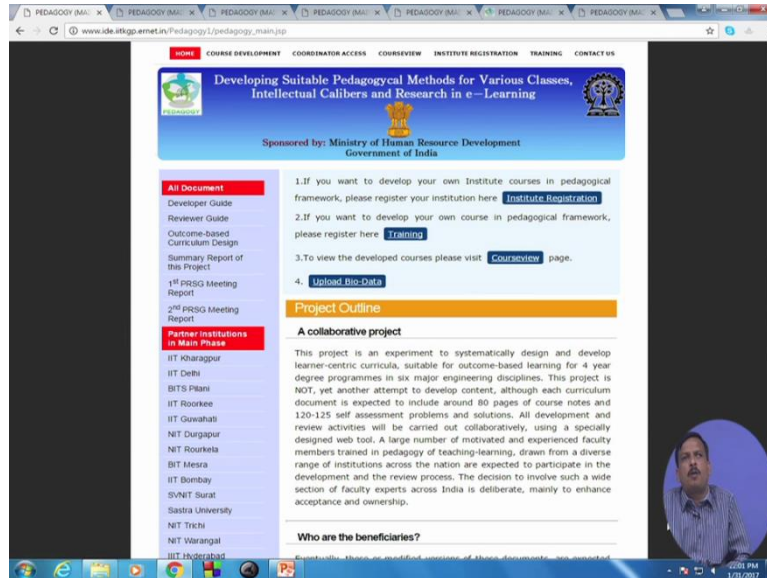 PEDAGOGY (MA
PEDAGOGY (MA
PEDAGOGY (MA
PEDAGOGY (MA
PEDAGOGY (MA
PEDAGOGY (MA
www.ide.iitkgp.ernet.in/Pedagogy1/pedagogy_main.jsp
HOME COURSE DEVELOPMENT COORDINATOR ACCESS COURSEVIEW INSTITUTE REGISTRATION TRAINING CONTACT US
Developing Suitable Pedagogycal Methods for Various Classes,
Intellectual Calibers and Research in e-Learning
PEDAGOGY
Sponsored by: Ministry of Human Resource Development
Government of India
All Document
Developer Guide
Reviewer Guide
Outcome-based
Curriculum Design
Summary Report of
this Project
1st PRSG Meeting
Report
2nd PRSG Meeting
Report
Partner Institutions
in Main Phase
IIT Kharagpur
IIT Delhi
BITS Pilani
IIT Roorkee
IIT Guwahati
NIT Durgapur
NIT Rourkela
BIT Mesra
IIT Bombay
SVNIT Surat
Sastra University
NIT Trichi
NIT Warangal
IIIT Hyderabad
1.If you want to develop your own Institute courses in pedagogical
framework, please register your institution here Institute Registration
2.If you want to develop your own course in pedagogical framework,
please register here Training
3.To view the developed courses please visit Courseview page.
4. Upload Bio-Data
Project Outline
A collaborative project
This project is an experiment to systematically design and develop
learner-centric curricula, suitable for outcome-based learning for 4 year
degree programmes in six major engineering disciplines. This project is
NOT, yet another attempt to develop content, although each curriculum
document is expected to include around 80 pages of course notes and
120-125 self assessment problems and solutions. All development and
review activities will be carried out collaboratively, using a specially
designed web tool. A large number of motivated and experienced faculty
members trained in pedagogy of teaching-learning, drawn from a diverse
range of institutions across the nation are expected to participate in the
development and the review process. The decision to involve such a wide
section of faculty experts across India is deliberate, mainly to enhance
acceptance and ownership.
Who are the beneficiaries?
Eventually, these or modified versions of these documents, are expected
:01 PM
1/31/2017